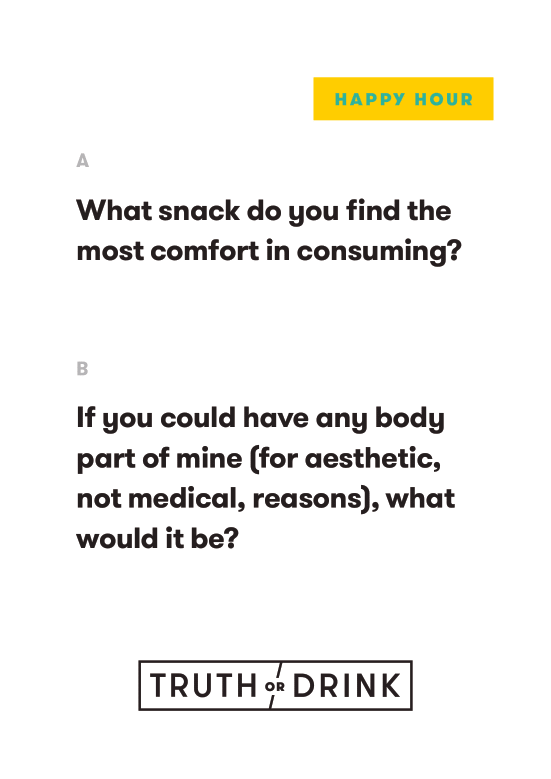 HAPPY HOUR
A
What snack do you find the
most comfort in consuming?
B
If you could have any body
part of mine (for aesthetic,
not medical, reasons), what
would it be?
TRUTH OR DRINK